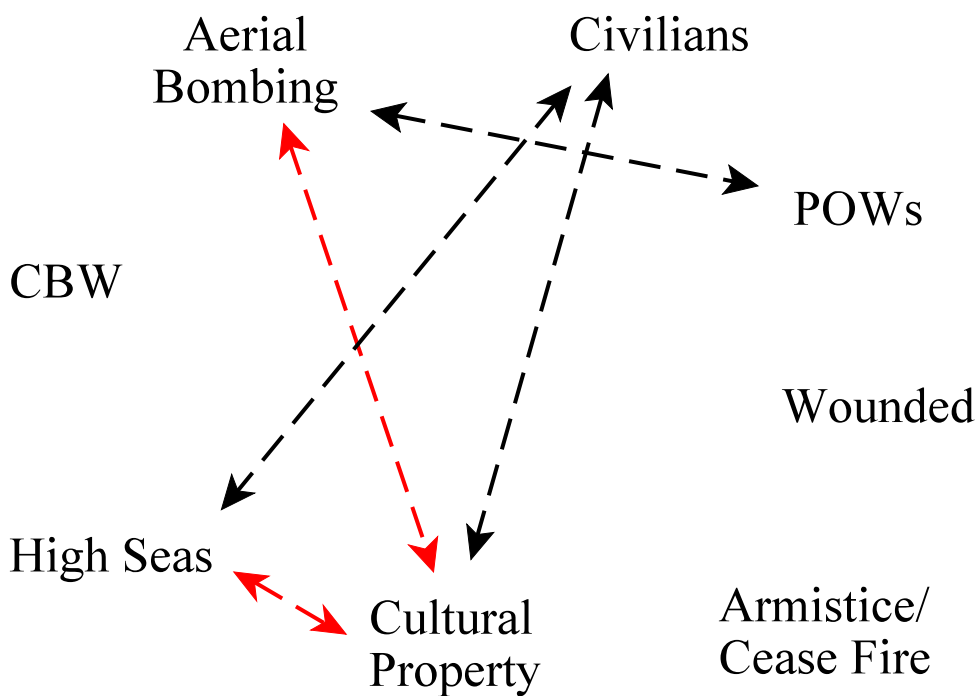 Aerial
Bombing
Civilians
POWs
CBW
Wounded
High Seas
Cultural
Property
Armistice/
Cease Fire